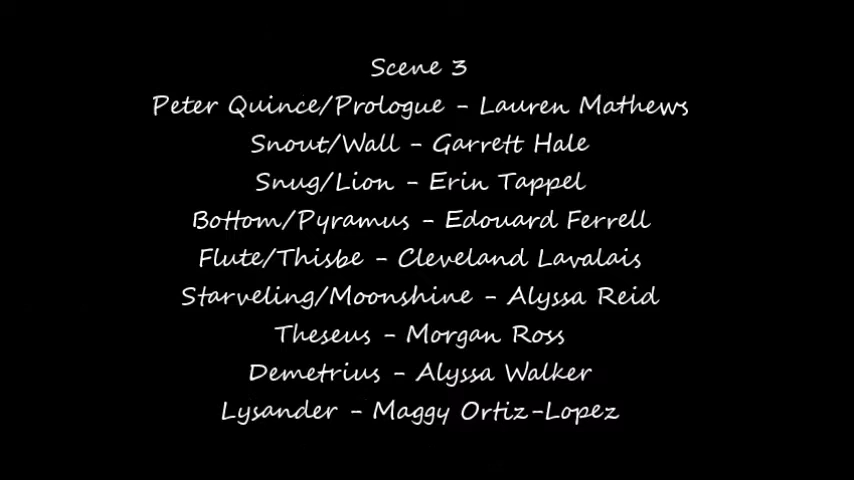 Scene 3
Peter Quince/Prologue - Lauren Mathews
Snout/Wall - Garrett Hale
Snug/Lion - Erin Tappel
Bottom/Pyramus - Edouard Ferrell
Flute/Thisbe - Cleveland Lavalais
Starveling/Moonshine - Alyssa Reid
Theseus - Morgan Ross
Demetrius - Alyssa Walker
Lysander - Maggy Ortiz-Lopez